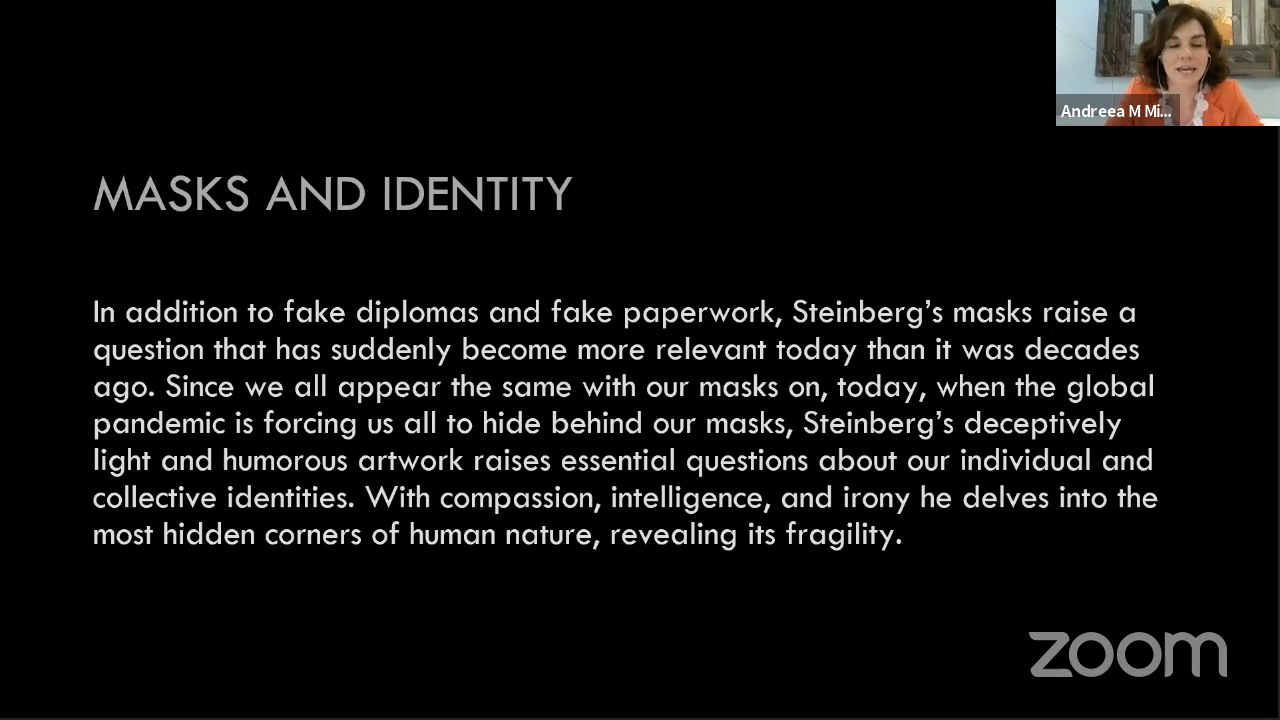 Andreea M Mi...
MASKS AND IDENTITY
In addition to fake diplomas and fake paperwork, Steinberg’s masks raise a
question that has suddenly become more relevant today than it was decades
ago. Since we all appear the same with our masks on, today, when the global
pandemic is forcing us all to hide behind our masks, Steinberg’s deceptively
light and humorous artwork raises essential questions about our individual and
collective identities. With compassion, intelligence, and irony he delves into the
most hidden corners of human nature, revealing its fragility.
zoom